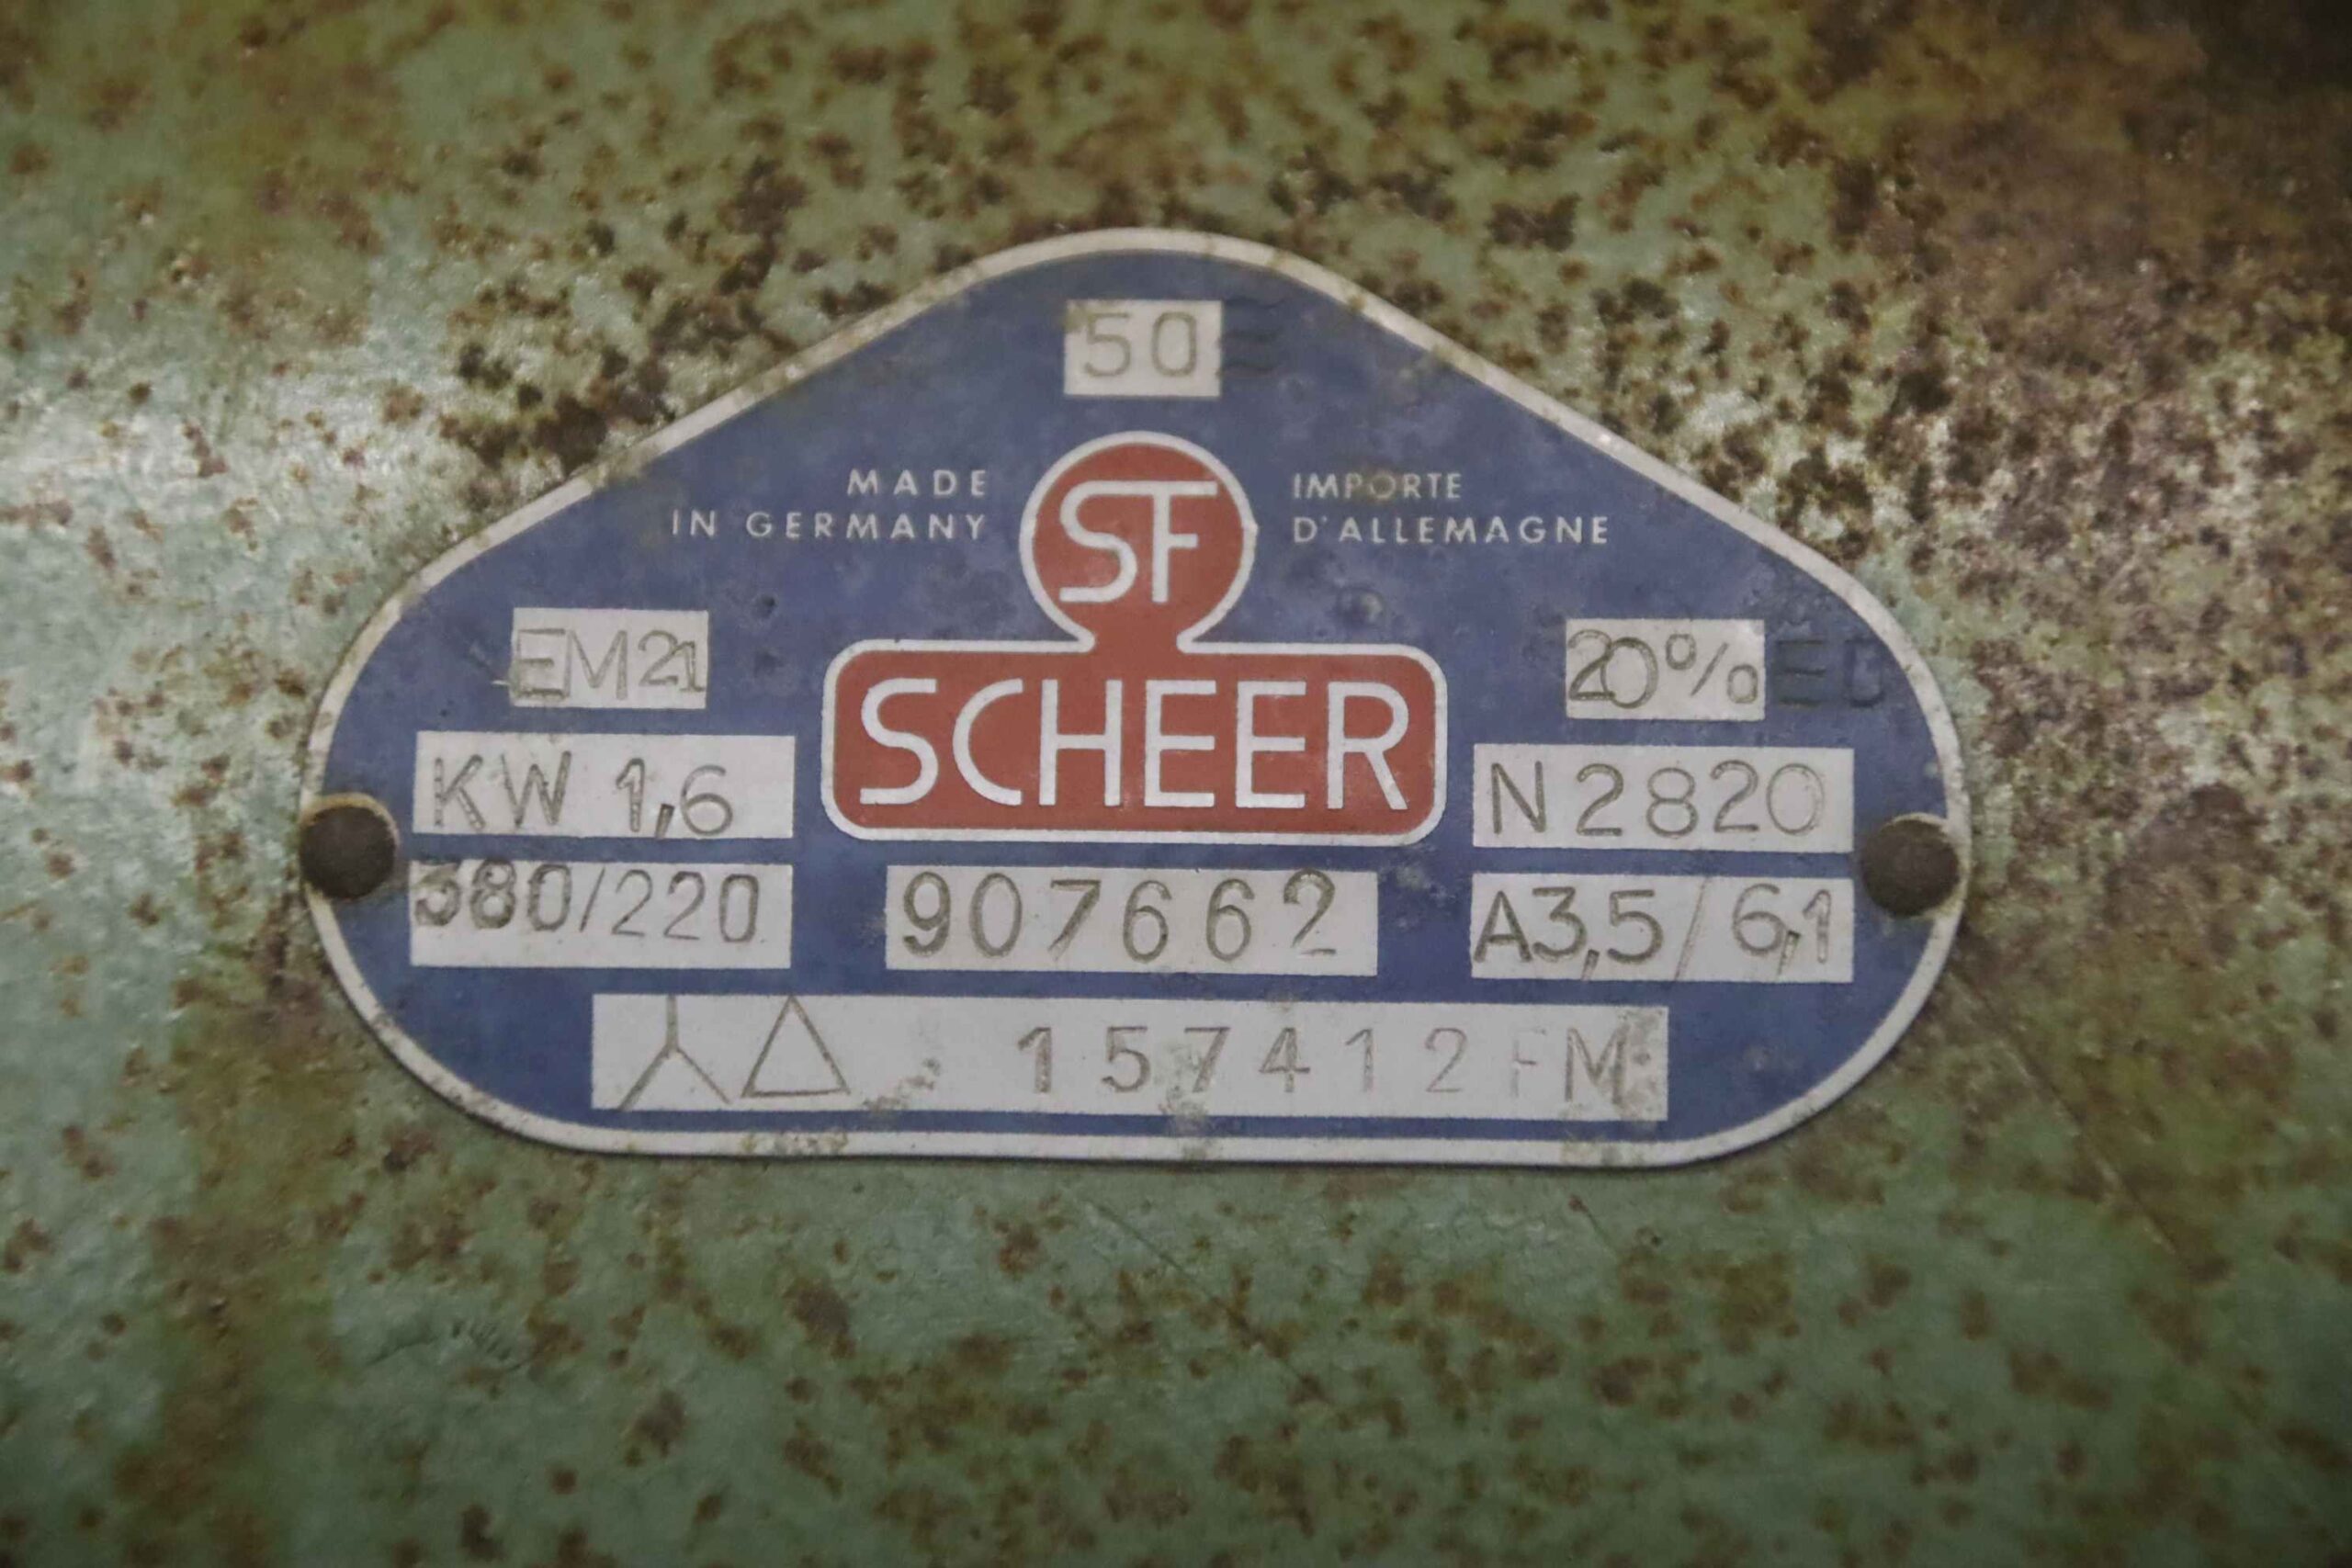 50
MADE
IN GERMANY
SF
IMPORTE
D'ALLEMAGNE
EM21
SCHEER
20% ED
KW 1,6
N2820
380/220
907662
A3,5/6,1
157412FM